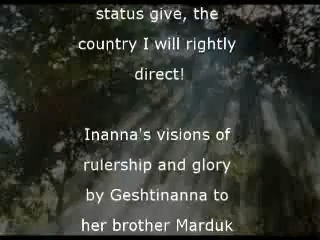 status give, the
country I will rightly
direct!
Inanna's visions of
rulership and glory
by Geshtinanna to
her brother Marduk